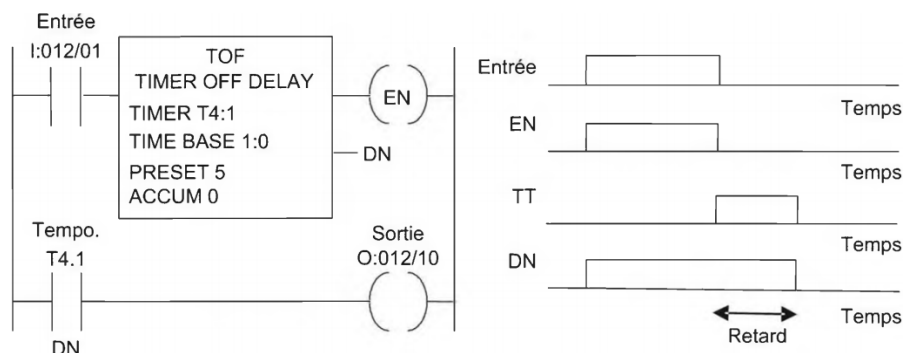 Entrée
I:012/01
TOF
TIMER OFF DELAY
TIMER T4:1
TIME BASE 1:0
PRESET 5
ACCUM 0
EN
DN
Tempo.
T4.1
DN
Sortie
O:012/10
Entrée
Temps
EN
Temps
TT
Temps
DN
Temps
Retard